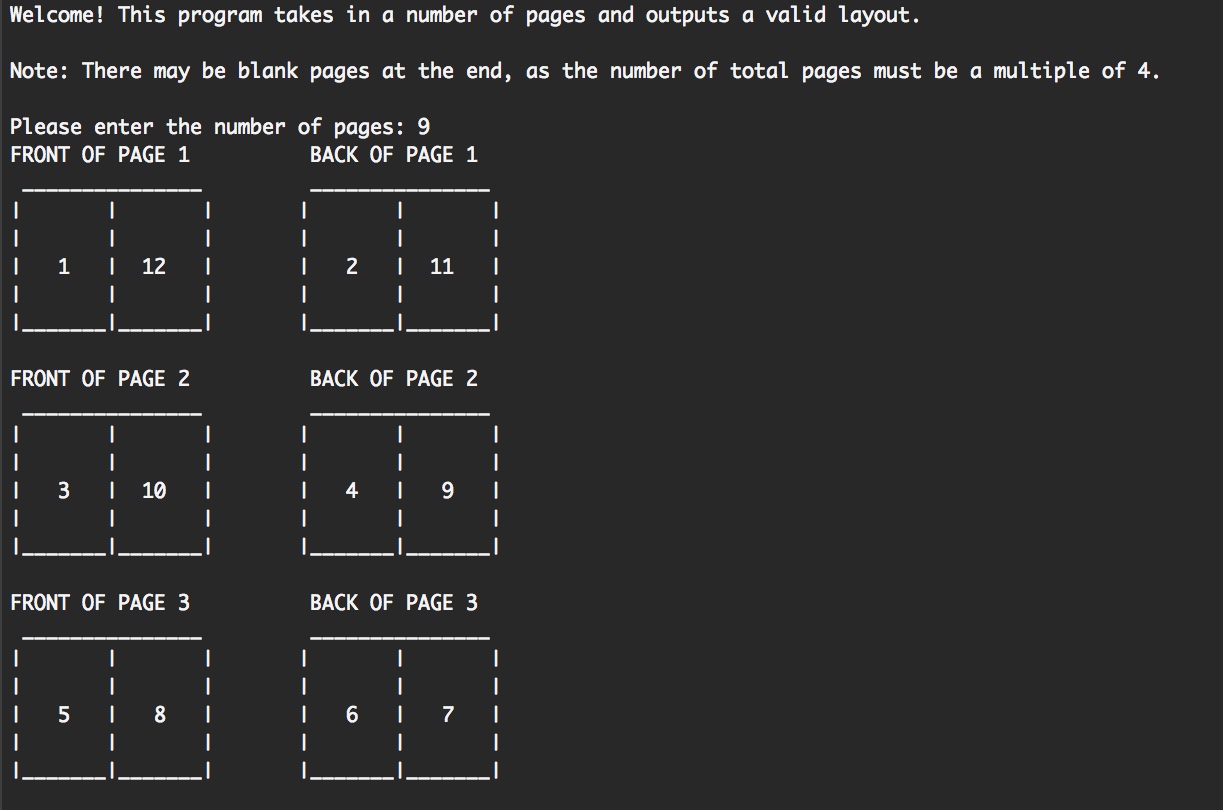 Welcome! This program takes in a number of pages and outputs a valid layout.
Note: There may be blank pages at the end, as the number of total pages must be a multiple of 4.
Please enter the number of pages: 9
FRONT OF PAGE 1          BACK OF PAGE 1
1 12 2 11
FRONT OF PAGE 2          BACK OF PAGE 2
3 10 4 9
FRONT OF PAGE 3          BACK OF PAGE 3
5 8 6 7